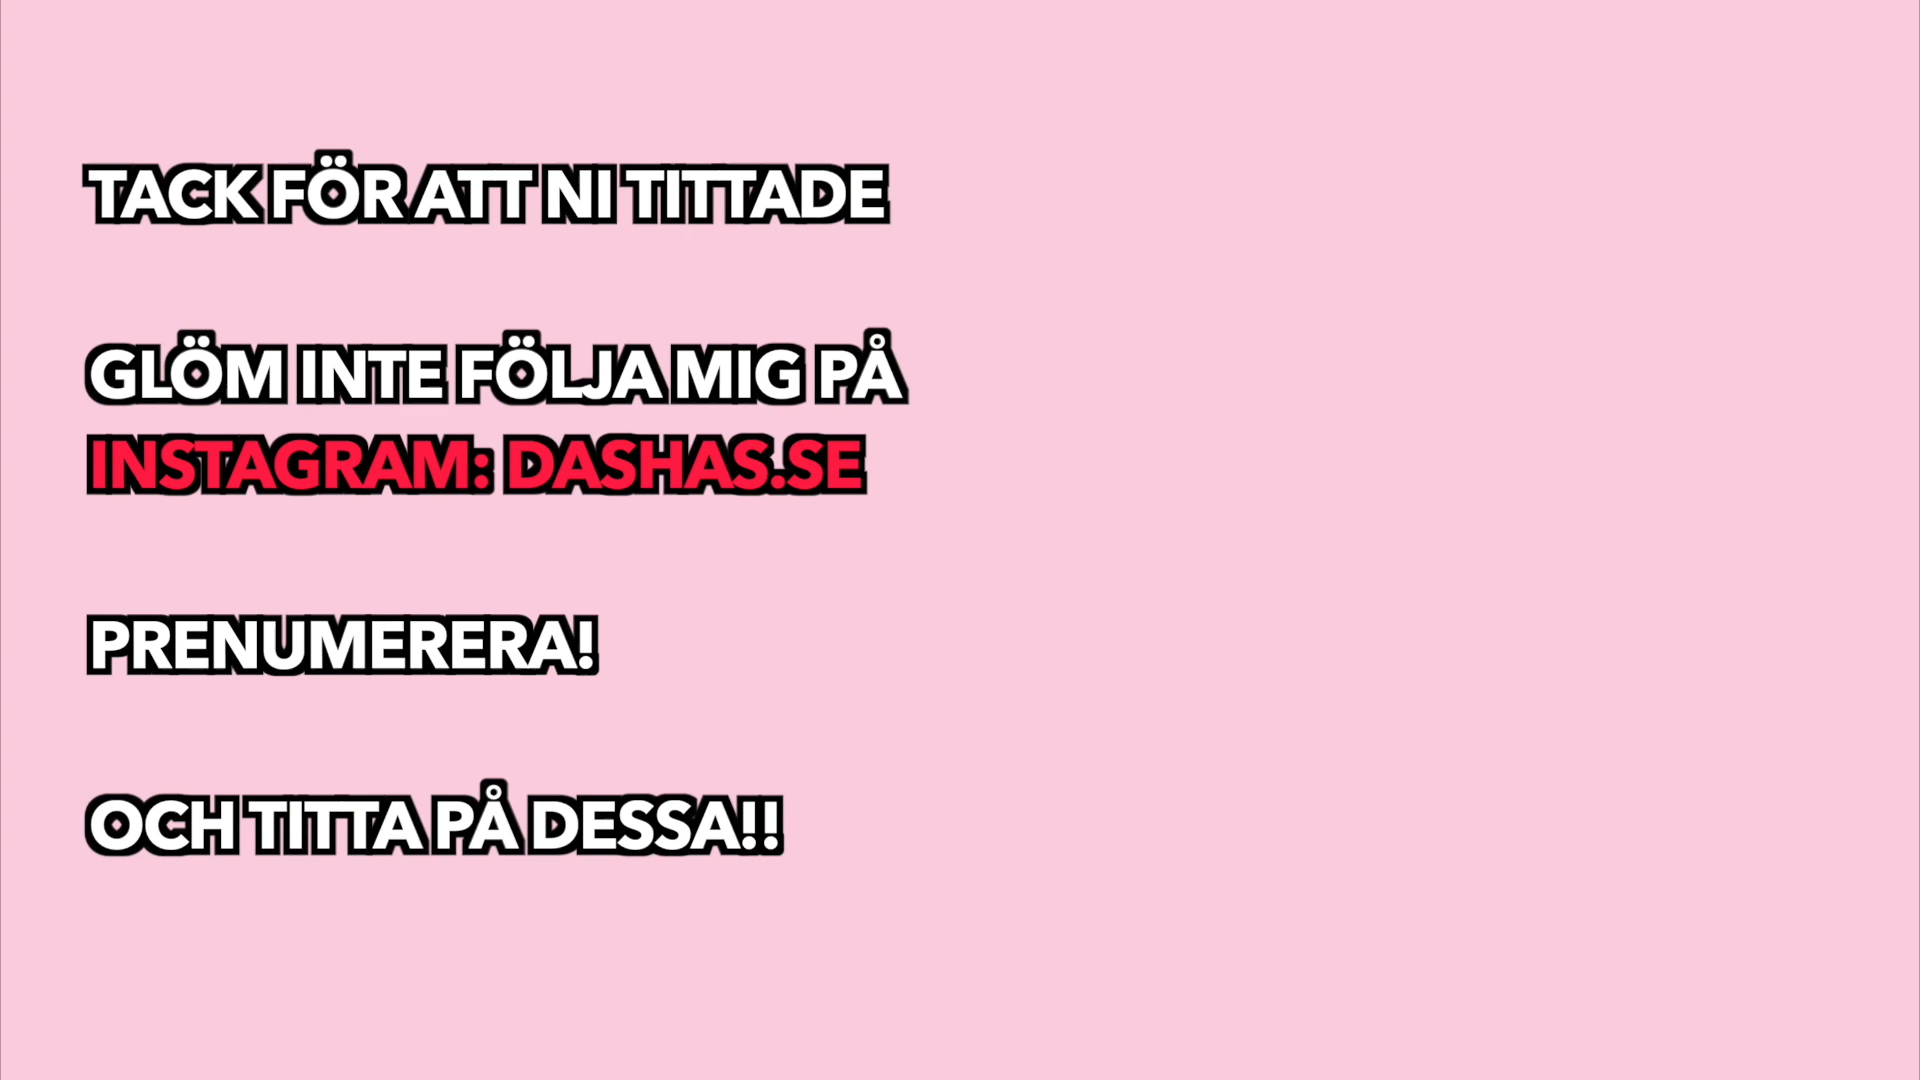 TACK FÖR ATT NI TITTADE
GLÖM INTE FÖLJA MIG PÅ
INSTAGRAM: DASHAS.SE
PRENUMERERA!
OCH TITTA PÅ DESSA!!